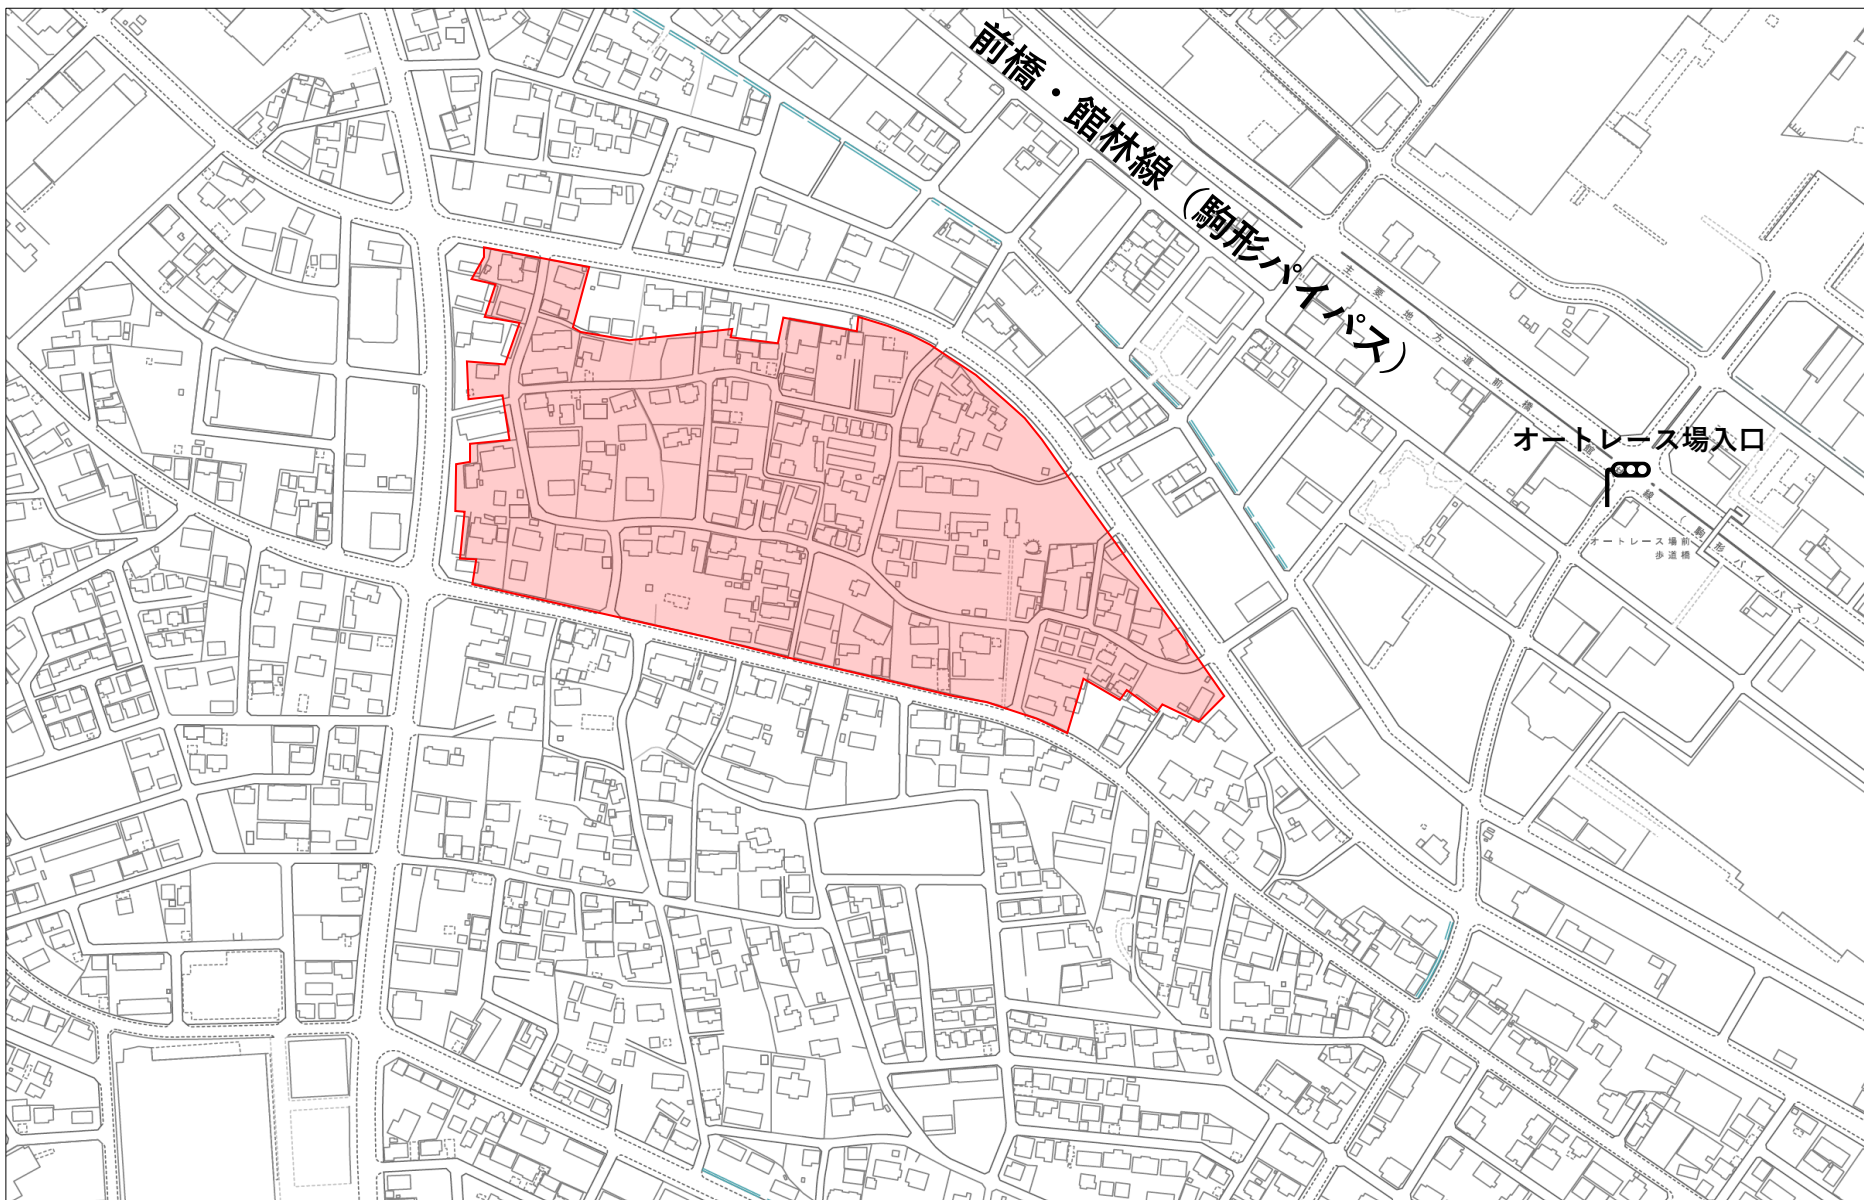 前橋・館林線（駒形バイパス）
主要地方道前橋館林線（駒形バイパス）
オートレース場入口
オートレース場前
歩道橋